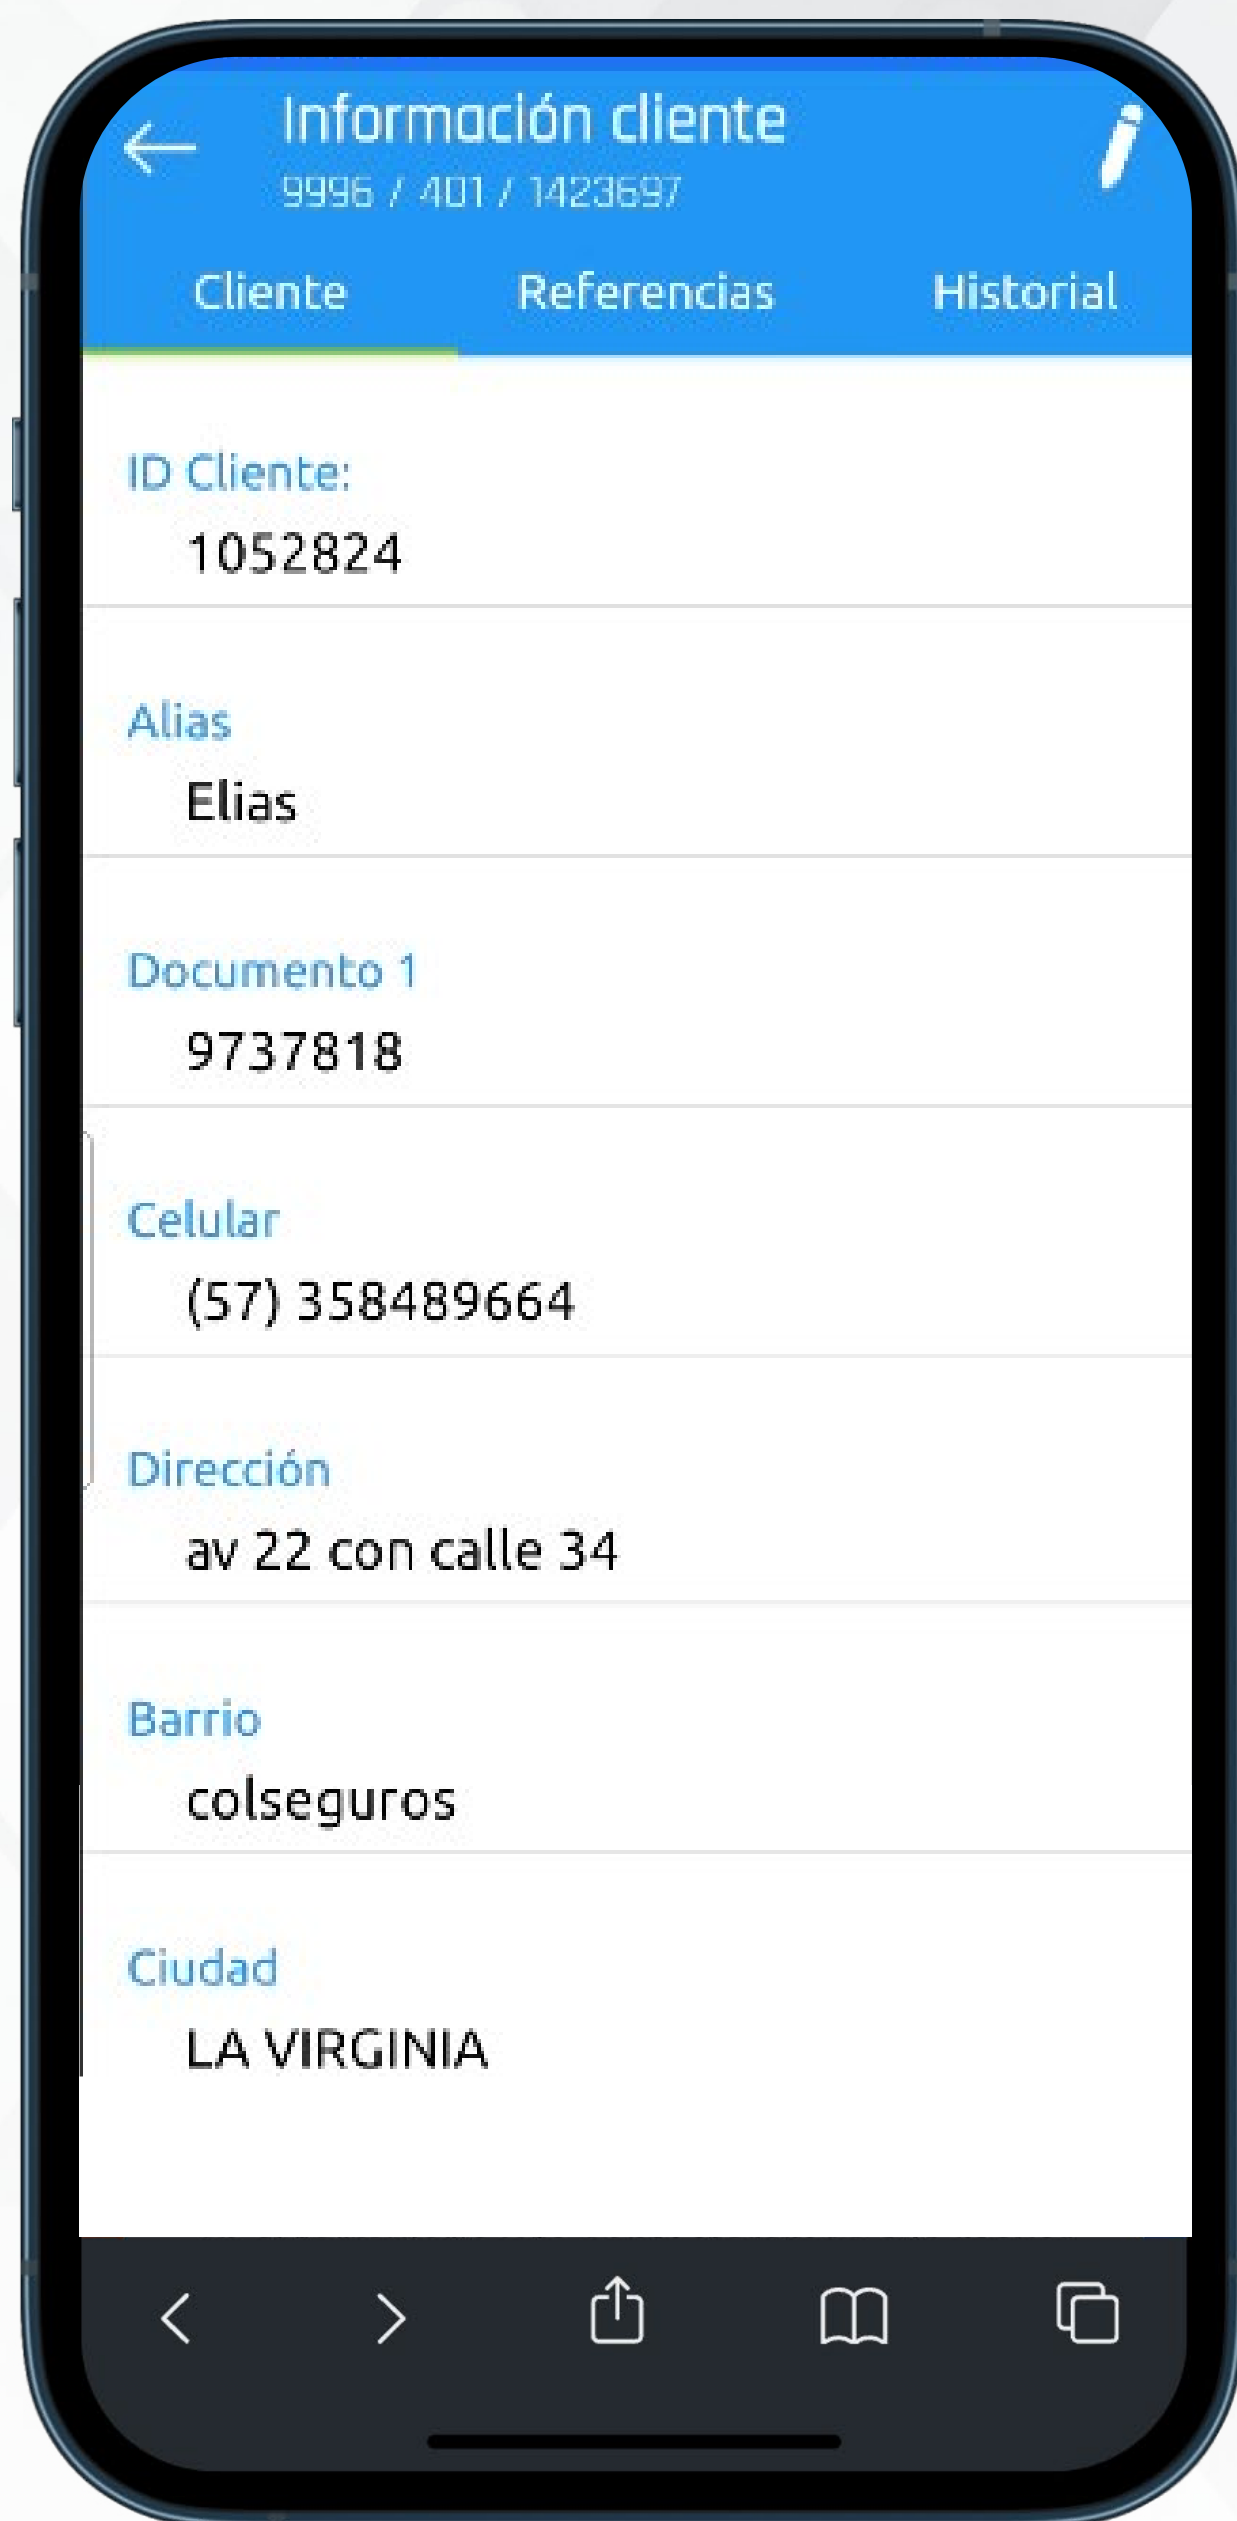 Información cliente
9996 / 401 / 1423697
Cliente Referencias Historial
ID Cliente:
1052824
Alias
Elias
Documento 1
9737818
Celular
(57) 358489664
Dirección
av 22 con calle 34
Barrio
colseguros
Ciudad
LA VIRGINIA